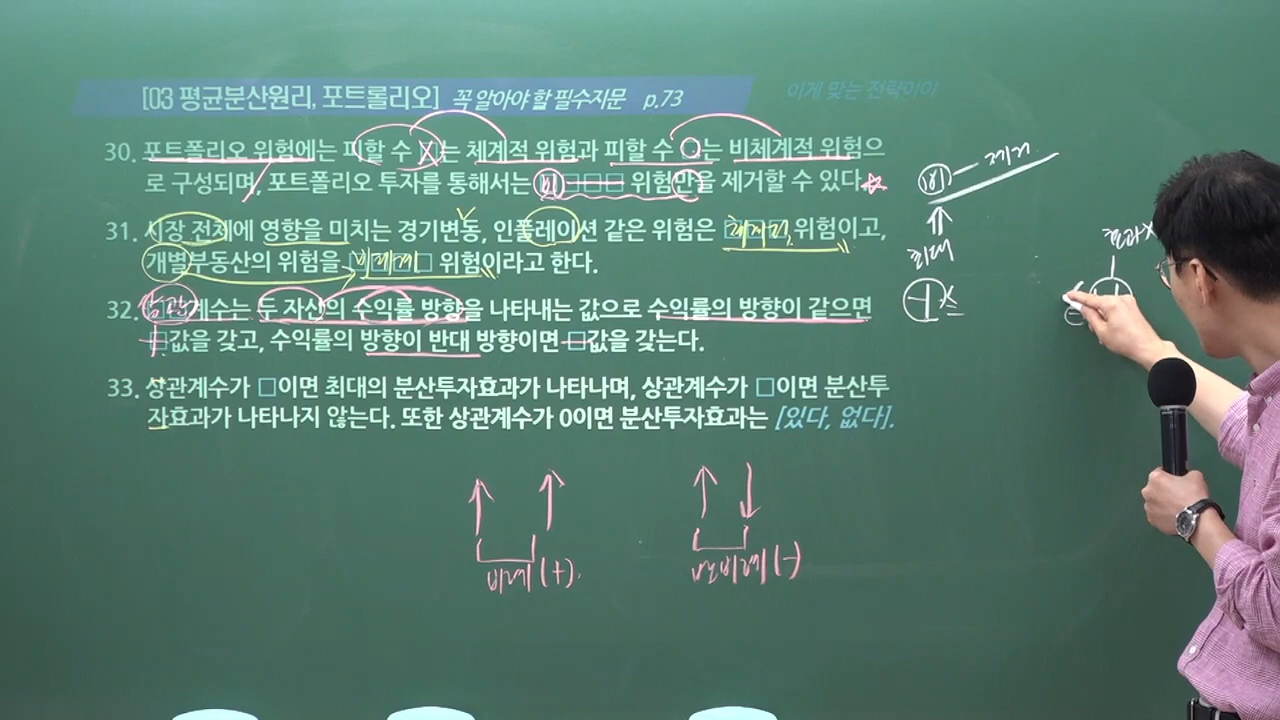 [03 평균분산원리, 포트폴리오] 꼭 알아야 할 필수지문 p.73
이게 맞는 전략이야
30. 포트폴리오 위험에는 피할 수 X는 체계적 위험과 피할 수 ○는 비체계적 위험으
로 구성되며, 포트폴리오 투자를 통해서는 비□□□ 위험만을 제거할 수 있다.
31. 시장 전체에 영향을 미치는 경기변동, 인플레이션 같은 위험은 체계적 위험이고,
개별부동산의 위험을 비체계 위험이라고 한다.
32. 상관계수는 두 자산의 수익률 방향을 나타내는 값으로 수익률의 방향이 같으면
+값을 갖고, 수익률의 방향이 반대 방향이면 -값을 갖는다.
33. 상관계수가 □이면 최대의 분산투자효과가 나타나며, 상관계수가 □이면 분산투
자효과가 나타나지 않는다. 또한 상관계수가 0이면 분산투자효과는 [있다, 없다].
비 제거
최대
-1 ≤
효과X
비례(+).
반비례(-)